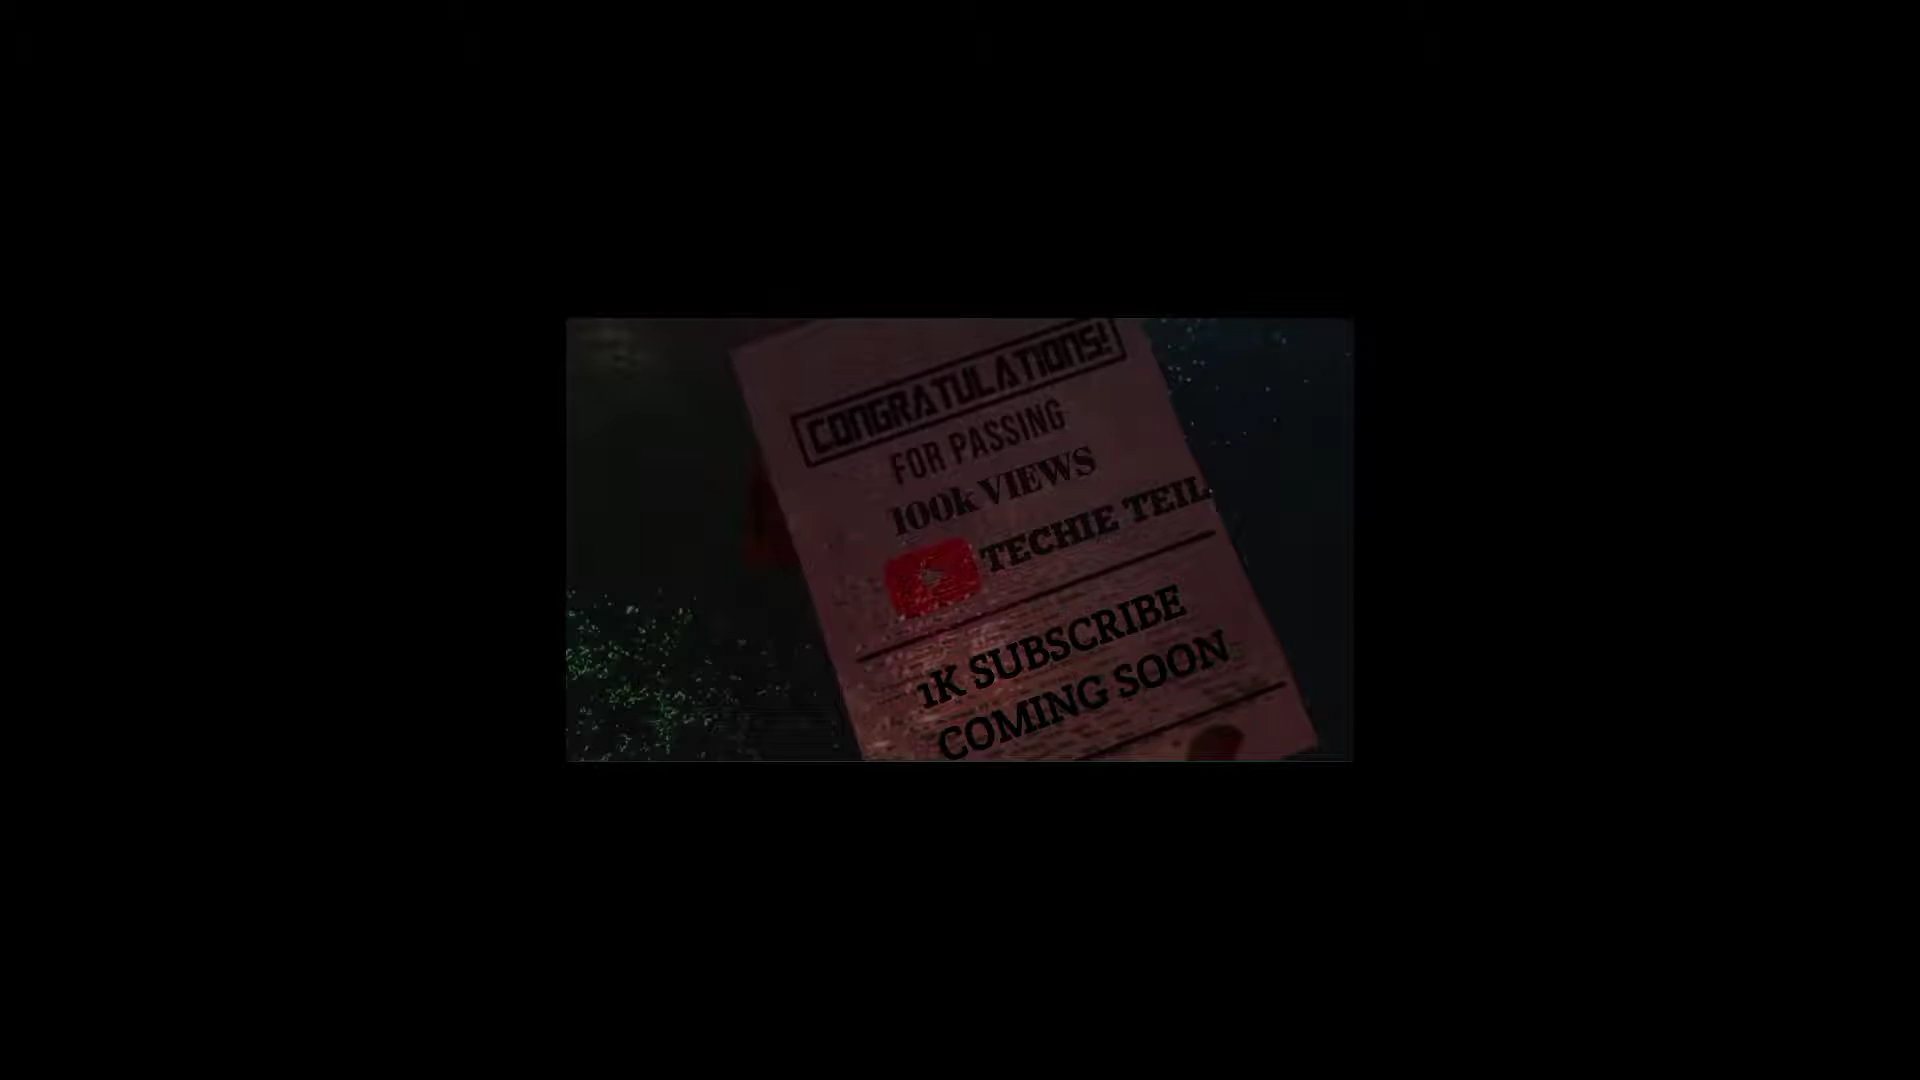 CONGRATULATIONS!
FOR PASSING
100k VIEWS
TECHIE TEIL
1K SUBSCRIBE
COMING SOON